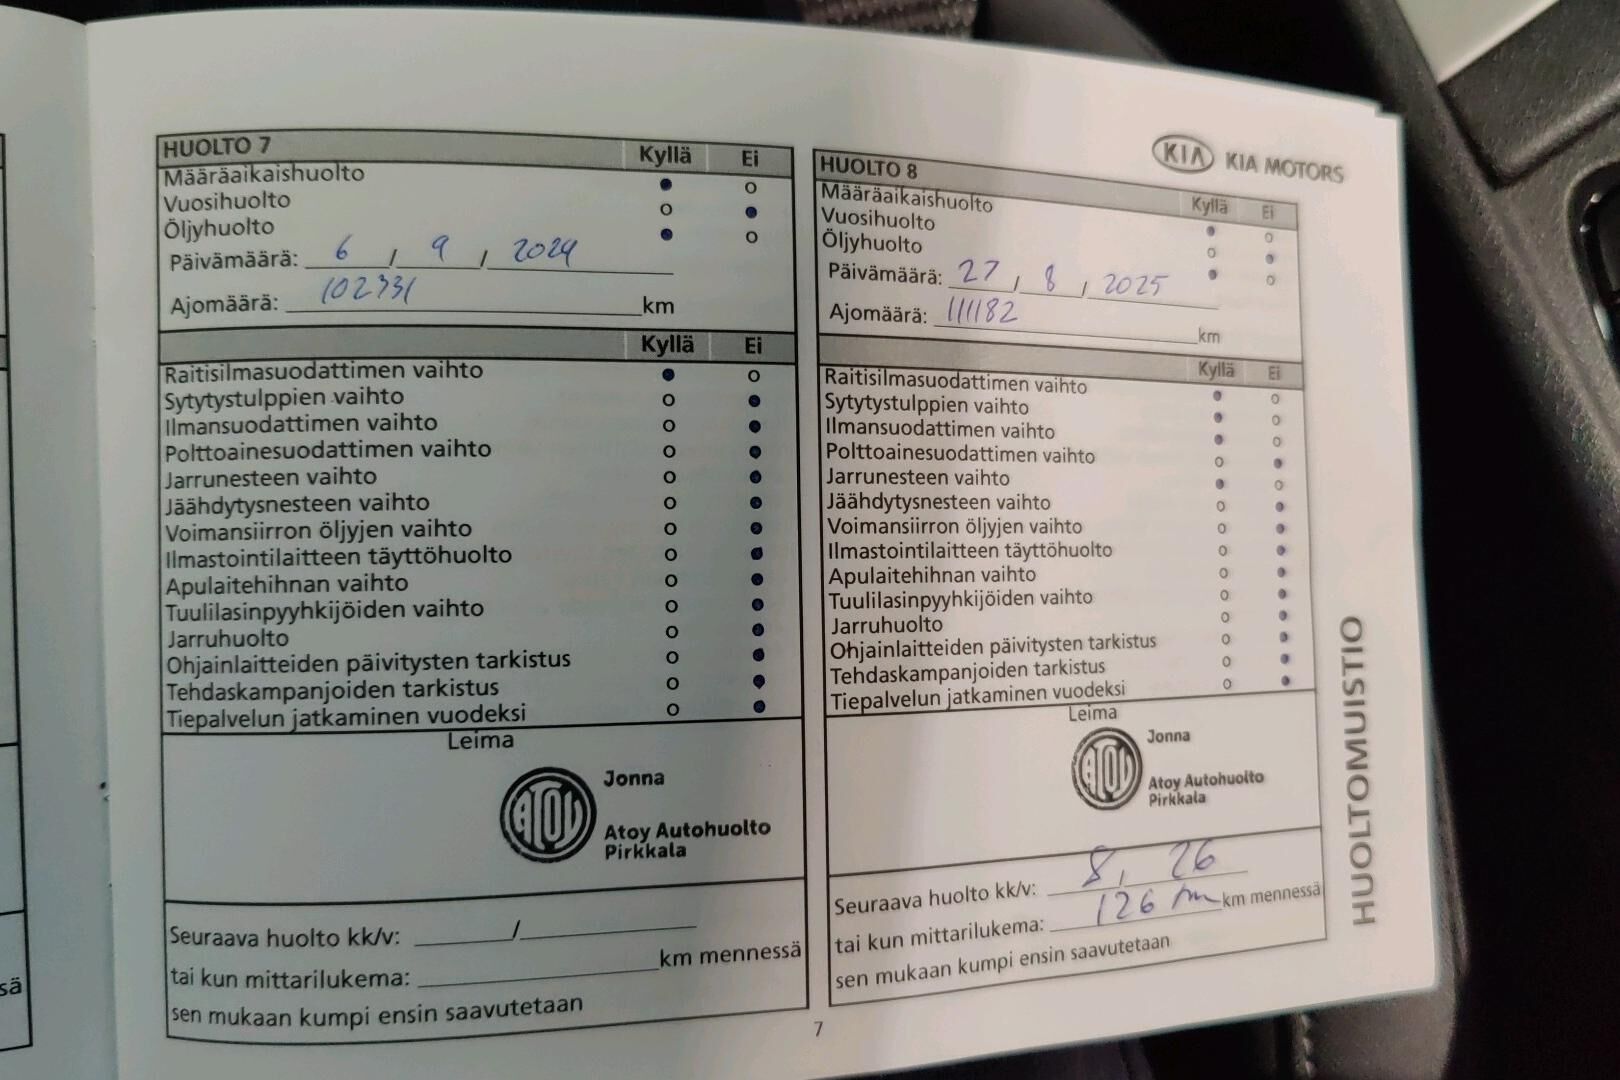 HUOLTO 7 Kyllä Ei
Määräaikaishuolto
Vuosihuolto
Öljyhuolto
Päivämäärä: 6 / 9 / 2024
Ajomäärä: 102331 km
Kyllä Ei
Raitisilmasuodattimen vaihto
Sytytystulppien vaihto
Ilmansuodattimen vaihto
Polttoainesuodattimen vaihto
Jarrunesteen vaihto
Jäähdytysnesteen vaihto
Voimansiirron öljyjen vaihto
Ilmastointilaitteen täyttöhuolto
Apulaitehihnan vaihto
Tuulilasinpyyhkijöiden vaihto
Jarruhuolto
Ohjainlaitteiden päivitysten tarkistus
Tehdaskampanjoiden tarkistus
Tiepalvelun jatkaminen vuodeksi
Leima
ATOY
Jonna
Atoy Autohuolto
Pirkkala
Seuraava huolto kk/v: /
tai kun mittarilukema: km mennessä
sen mukaan kumpi ensin saavutetaan
KIA KIA MOTORS
HUOLTO 8 Kyllä Ei
Määräaikaishuolto
Vuosihuolto
Öljyhuolto
Päivämäärä: 27 / 8 / 2025
Ajomäärä: 111182 km
Kyllä Ei
Raitisilmasuodattimen vaihto
Sytytystulppien vaihto
Ilmansuodattimen vaihto
Polttoainesuodattimen vaihto
Jarrunesteen vaihto
Jäähdytysnesteen vaihto
Voimansiirron öljyjen vaihto
Ilmastointilaitteen täyttöhuolto
Apulaitehihnan vaihto
Tuulilasinpyyhkijöiden vaihto
Jarruhuolto
Ohjainlaitteiden päivitysten tarkistus
Tehdaskampanjoiden tarkistus
Tiepalvelun jatkaminen vuodeksi
Leima
ATOY
Jonna
Atoy Autohuolto
Pirkkala
Seuraava huolto kk/v: 8 / 26
tai kun mittarilukema: 126 km mennessä
sen mukaan kumpi ensin saavutetaan
HUOLTOMUISTIO
7